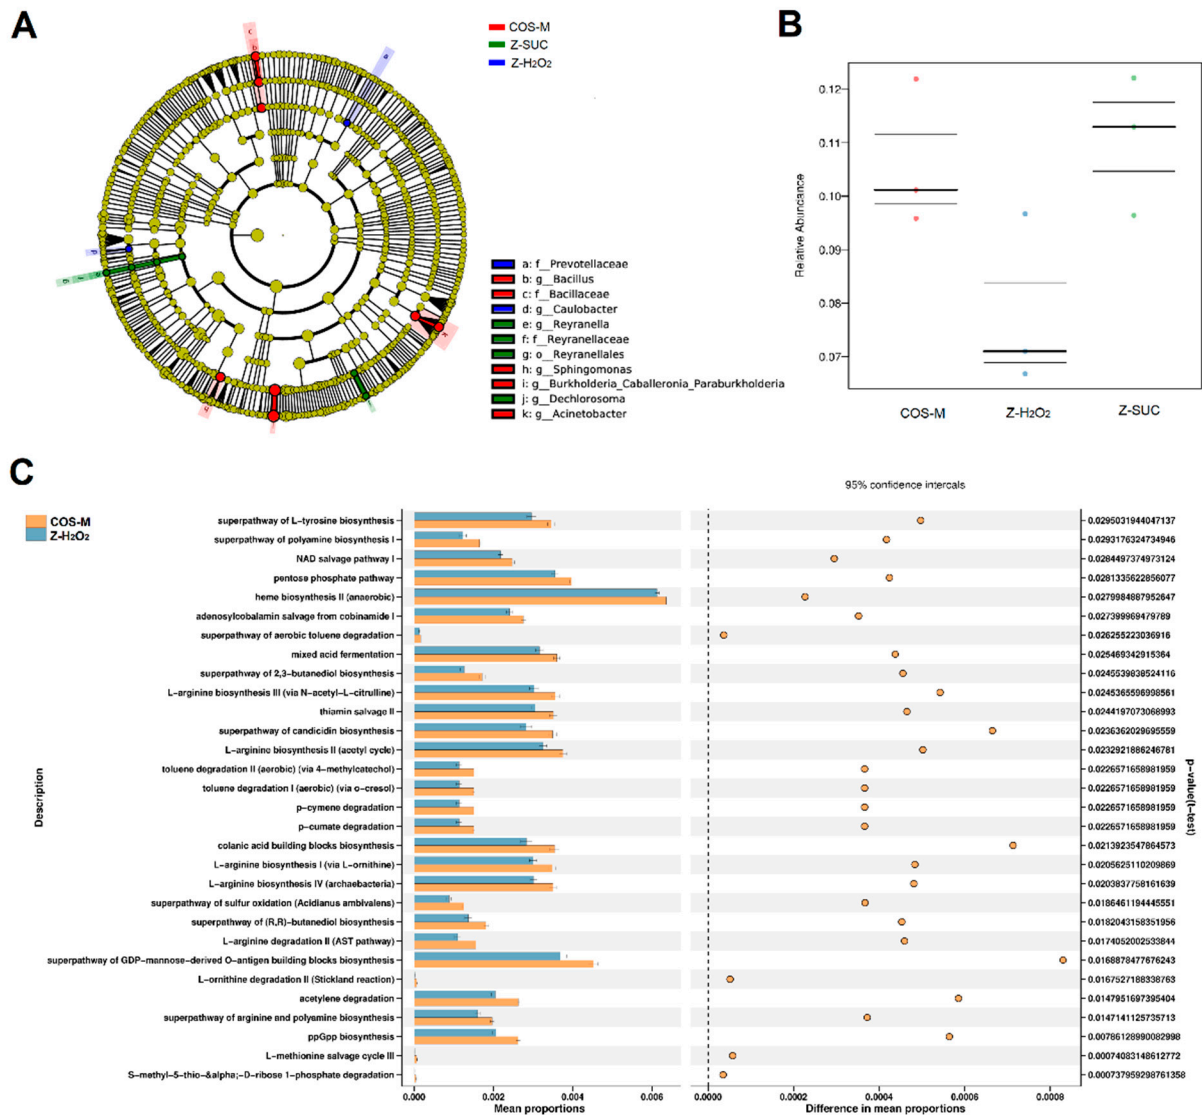 A
COS-M
Z-SUC
Z-H₂O₂
a: f__Prevotellaceae
b: g__Bacillus
c: f__Bacillaceae
d: g__Caulobacter
e: g__Reyranella
f: f__Reyranellaceae
g: o__Reyranellales
h: g__Sphingomonas
i: g__Burkholderia_Caballeronia_Paraburkholderia
j: g__Dechlorosoma
k: g__Acinetobacter
B
Relative Abundance
0.12
0.11
0.10
0.09
0.08
0.07
COS-M
Z-H₂O₂
Z-SUC
C
COS-M
Z-H₂O₂
95% confidence intercals
Description
superpathway of L-tyrosine biosynthesis 0.0295031944047137
superpathway of polyamine biosynthesis I 0.0293176324734946
NAD salvage pathway I 0.0284497374973124
pentose phosphate pathway 0.0281335622856077
heme biosynthesis II (anaerobic) 0.0279984887952647
adenosylcobalamin salvage from cobinamide I 0.027399969479789
superpathway of aerobic toluene degradation 0.026255223036916
mixed acid fermentation 0.025469342915364
superpathway of 2,3-butanediol biosynthesis 0.0245539838524116
L-arginine biosynthesis III (via N-acetyl-L-citrulline) 0.0245365596998561
thiamin salvage II 0.0244197073068993
superpathway of candicidin biosynthesis 0.0236362029695559
L-arginine biosynthesis II (acetyl cycle) 0.0232921886246781
toluene degradation II (aerobic) (via 4-methylcatechol) 0.0226571658981959
toluene degradation I (aerobic) (via o-cresol) 0.0226571658981959
p-cymene degradation 0.0226571658981959
p-cumate degradation 0.0226571658981959
colanic acid building blocks biosynthesis 0.0213923547864573
L-arginine biosynthesis I (via L-ornithine) 0.0205625110209869
L-arginine biosynthesis IV (archaebacteria) 0.0203837758161639
superpathway of sulfur oxidation (Acidianus ambivalens) 0.0186461194445551
superpathway of (R,R)-butanediol biosynthesis 0.0182043158351956
L-arginine degradation II (AST pathway) 0.0174052002533844
superpathway of GDP-mannose-derived O-antigen building blocks biosynthesis 0.0168878477676243
L-ornithine degradation II (Stickland reaction) 0.0167527188338763
acetylene degradation 0.0147951697395404
superpathway of arginine and polyamine biosynthesis 0.0147141125735713
ppGpp biosynthesis 0.00786128990082998
L-methionine salvage cycle III 0.00074083148612772
S-methyl-5-thio-&alpha;-D-ribose 1-phosphate degradation 0.000737959298761358
p-value(t-test)
0.000 0.002 0.004 0.006
Mean proportions
0.0000 0.0002 0.0004 0.0006 0.0008
Difference in mean proportions